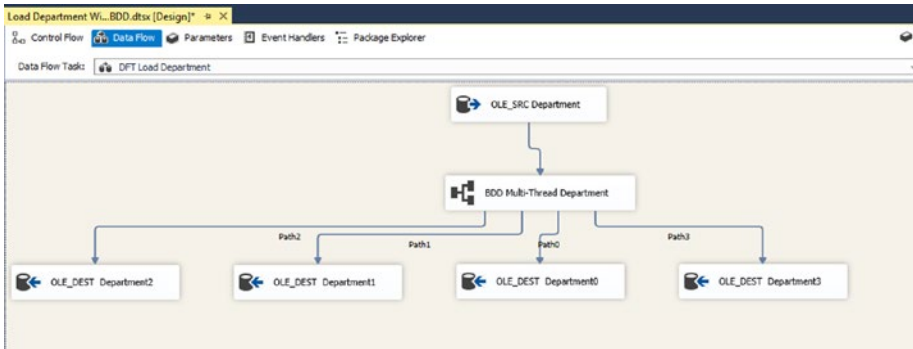 Load Department Wi...BDD.dtsx [Design]*
Control Flow Data Flow Parameters Event Handlers Package Explorer
Data Flow Task: DFT Load Department
OLE_SRC Department
BDD Multi-Thread Department
Path2 Path1 Path0 Path3
OLE_DEST Department2 OLE_DEST Department1 OLE_DEST Department0 OLE_DEST Department3